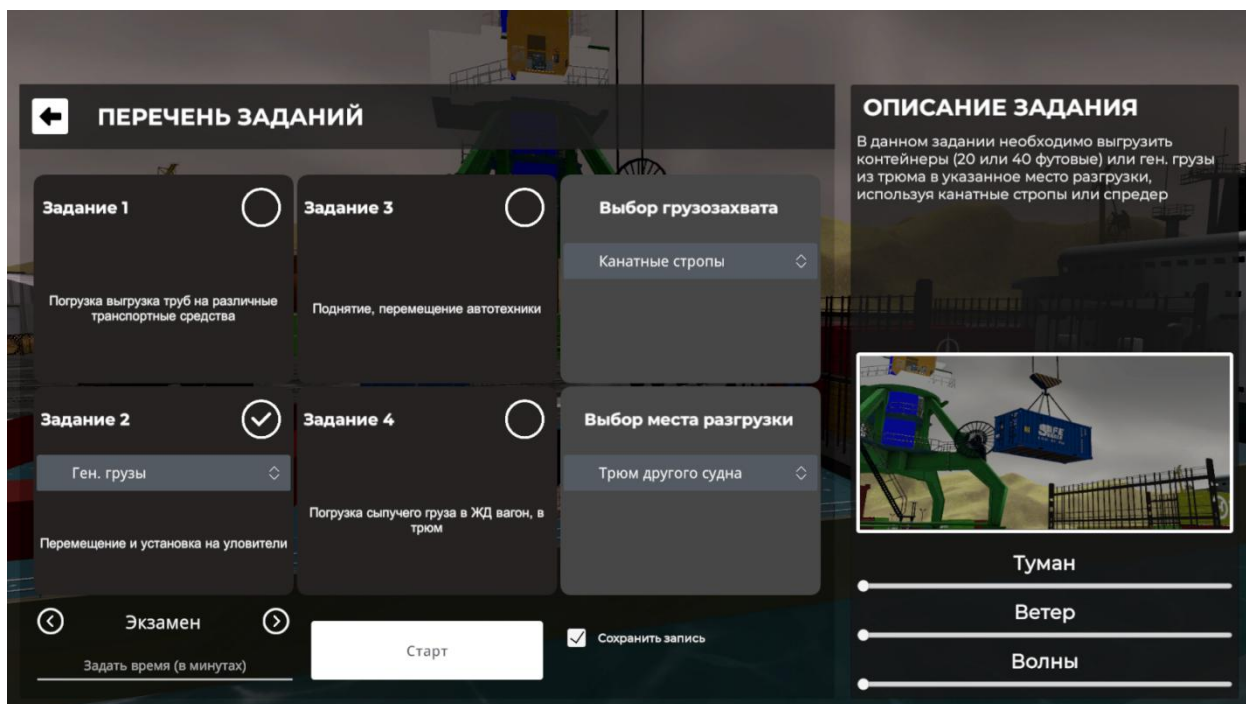 ПЕРЕЧЕНЬ ЗАДАНИЙ
Задание 1
Погрузка выгрузка труб на различные
транспортные средства
Задание 3
Поднятие, перемещение автотехники
Выбор грузозахвата
Канатные стропы
Задание 2
Ген. грузы
Перемещение и установка на уловители
Задание 4
Погрузка сыпучего груза в ЖД вагон, в
трюм
Выбор места разгрузки
Трюм другого судна
Экзамен
Задать время (в минутах)
Старт
Сохранить запись
ОПИСАНИЕ ЗАДАНИЯ
В данном задании необходимо выгрузить
контейнеры (20 или 40 футовые) или ген. грузы
из трюма в указанное место разгрузки,
используя канатные стропы или спредер
Туман
Ветер
Волны